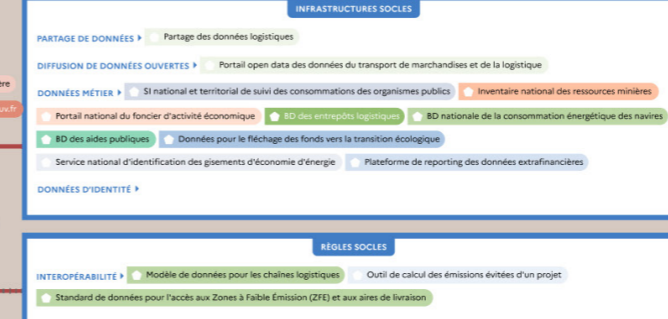 INFRASTRUCTURES SOCLES
PARTAGE DE DONNÉES Partage des données logistiques
DIFFUSION DE DONNÉES OUVERTES Portail open data des données du transport de marchandises et de la logistique
DONNÉES MÉTIER SI national et territorial de suivi des consommations des organismes publics Inventaire national des ressources minières
Portail national du foncier d'activité économique BD des entrepôts logistiques BD nationale de la consommation énergétique des navires
BD des aides publiques Données pour le fléchage des fonds vers la transition écologique
Service national d'identification des gisements d'économie d'énergie Plateforme de reporting des données extrafinancières
DONNÉES D'IDENTITÉ
RÈGLES SOCLES
INTEROPÉRABILITÉ Modèle de données pour les chaînes logistiques Outil de calcul des émissions évitées d'un projet
Standard de données pour l'accès aux Zones à Faible Émission (ZFE) et aux aires de livraison